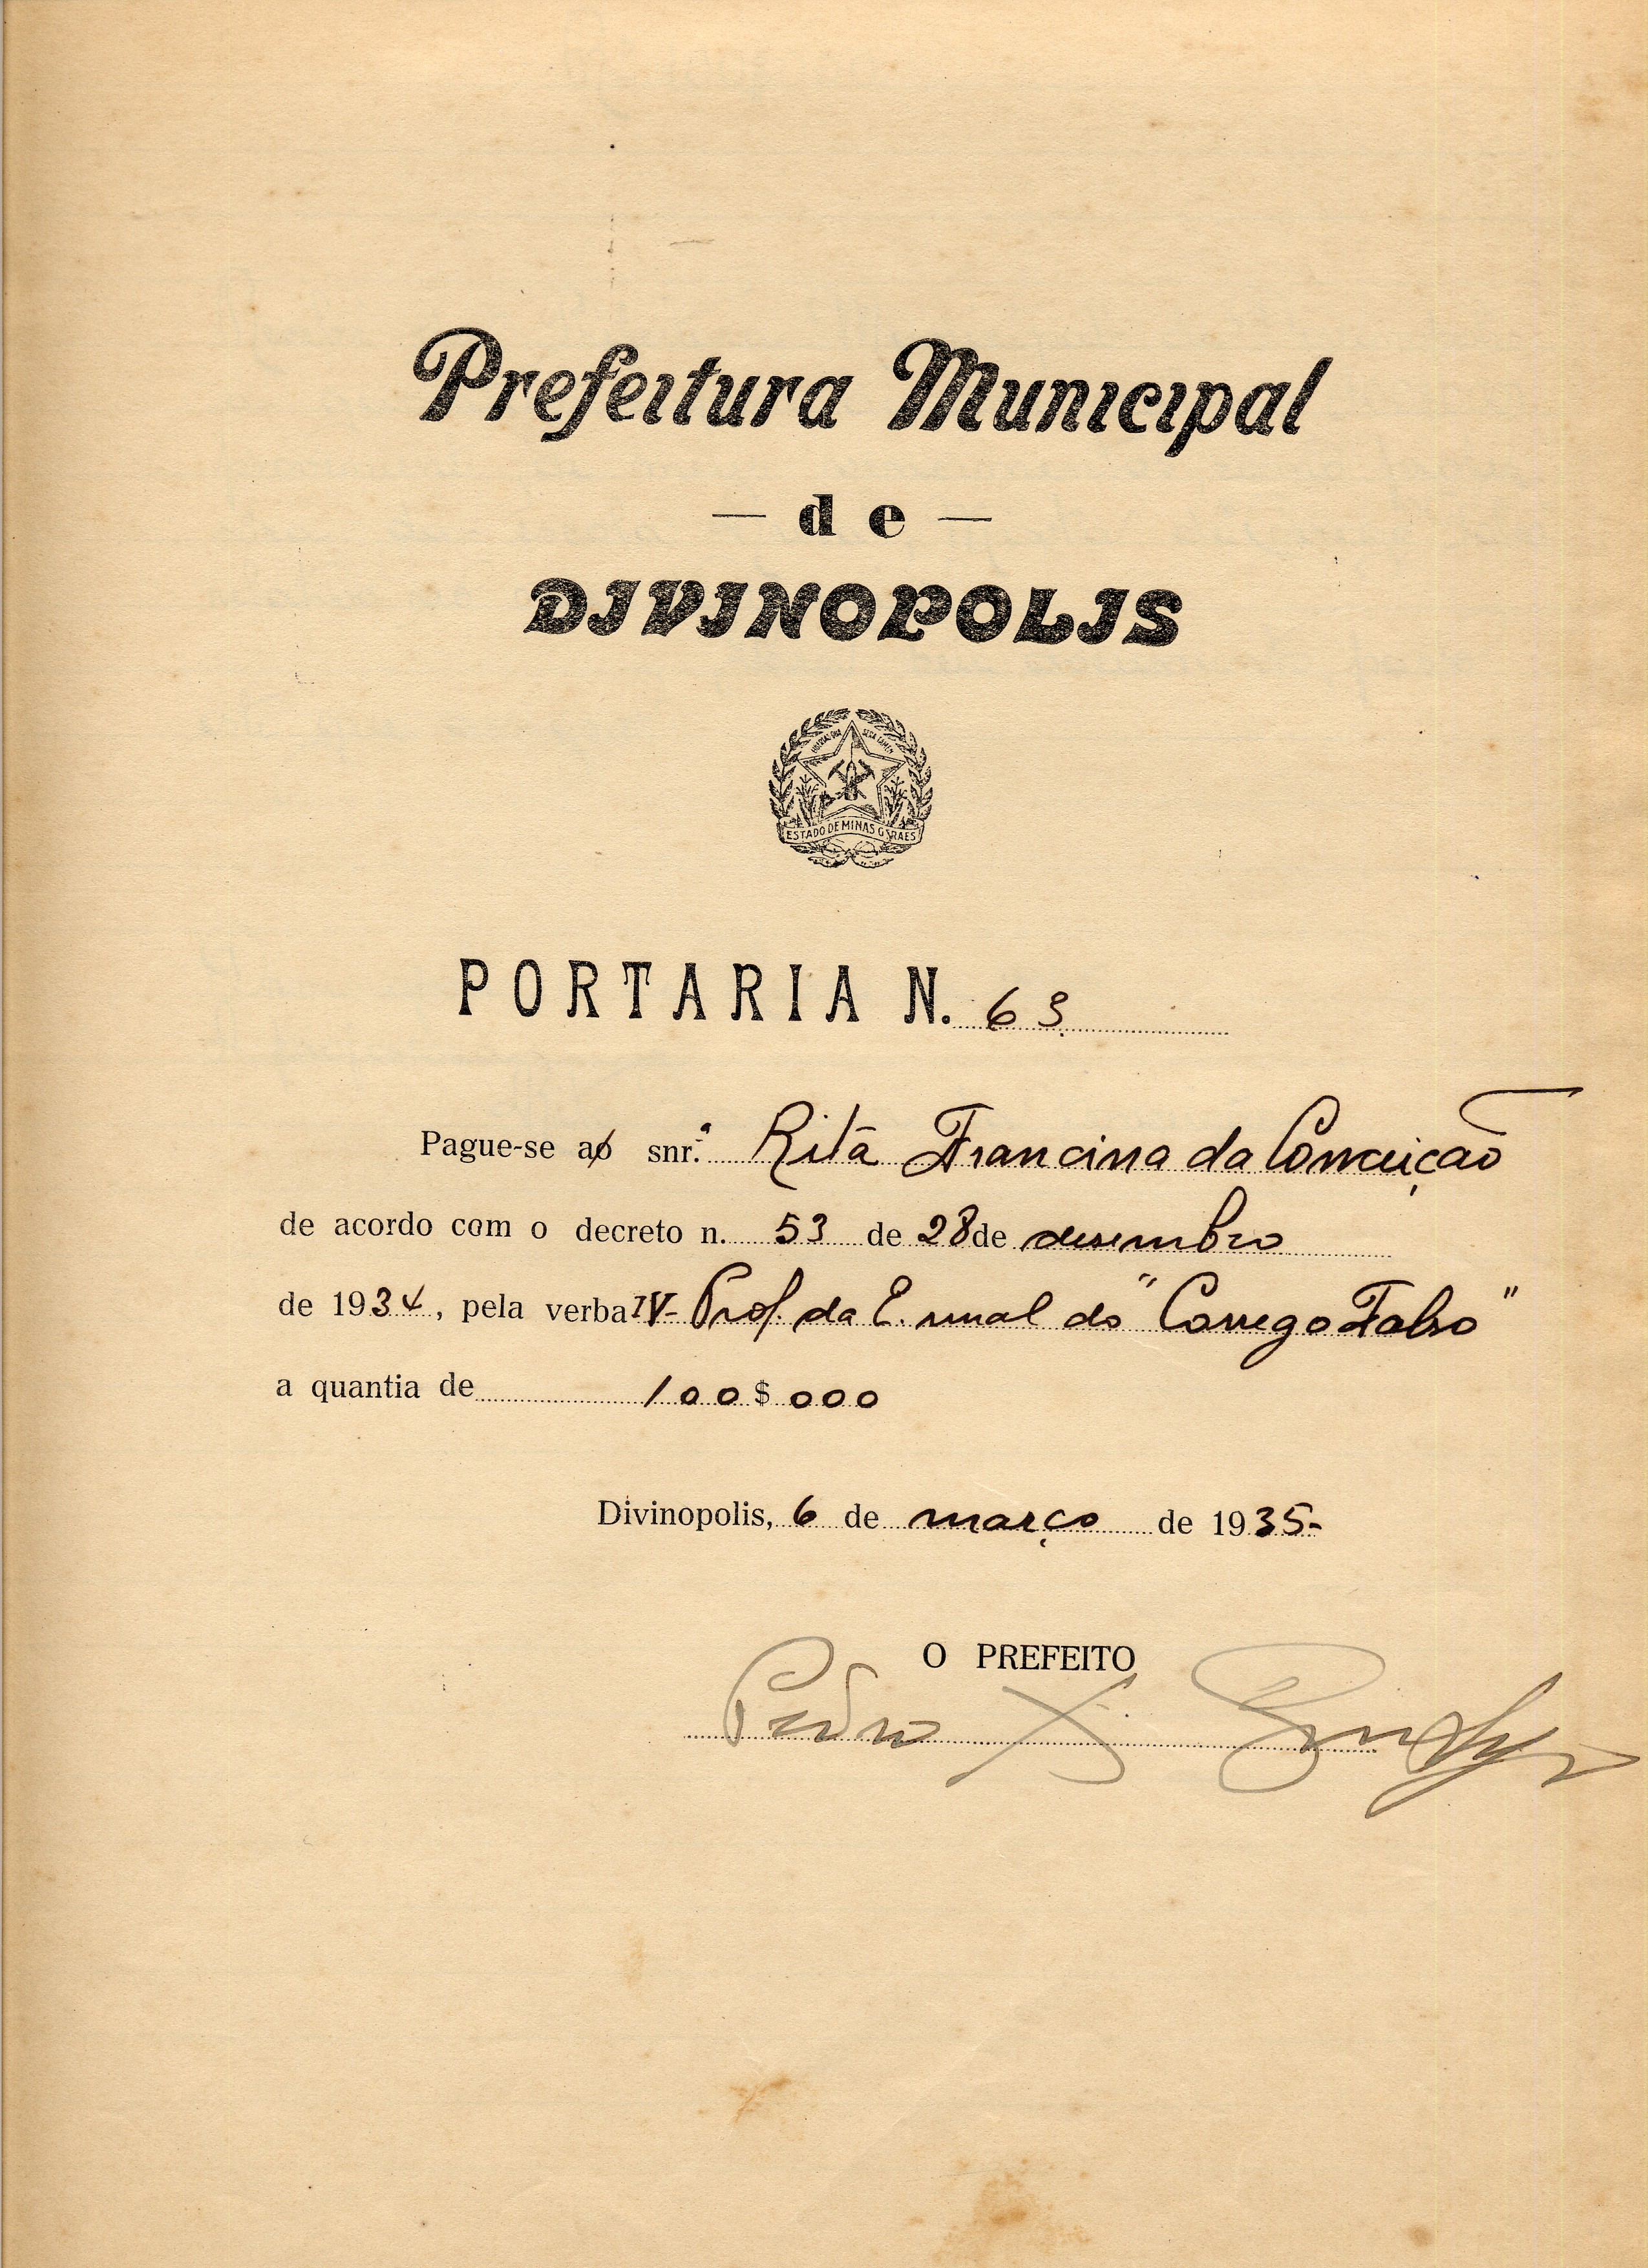 Prefeitura Municipal
— de —
DIVINOPOLIS
ESTADO DE MINAS GERAES
PORTARIA N. 63
Pague-se a snr.ª Rita Francina da Conceição
de acordo com o decreto n. 53 de 28 de desembro
de 1934, pela verba IV- Prof. da E. rural do "Corrego Falso"
a quantia de 100$000
Divinopolis, 6 de março de 1935-
O PREFEITO
Pedro X.